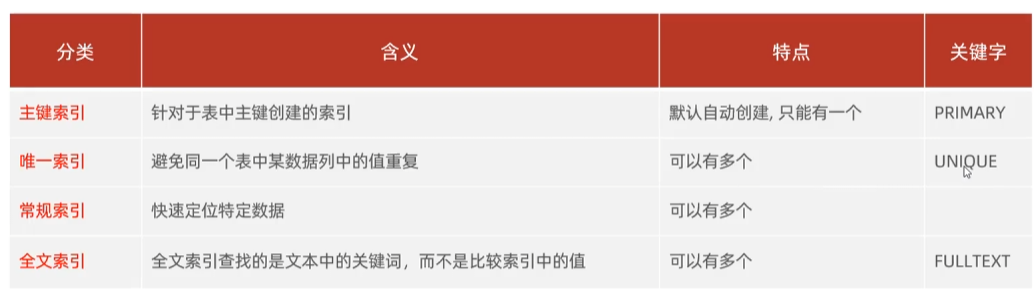 分类 含义 特点 关键字
主键索引 针对于表中主键创建的索引 默认自动创建, 只能有一个 PRIMARY
唯一索引 避免同一个表中某数据列中的值重复 可以有多个 UNIQUE
常规索引 快速定位特定数据 可以有多个
全文索引 全文索引查找的是文本中的关键词，而不是比较索引中的值 可以有多个 FULLTEXT